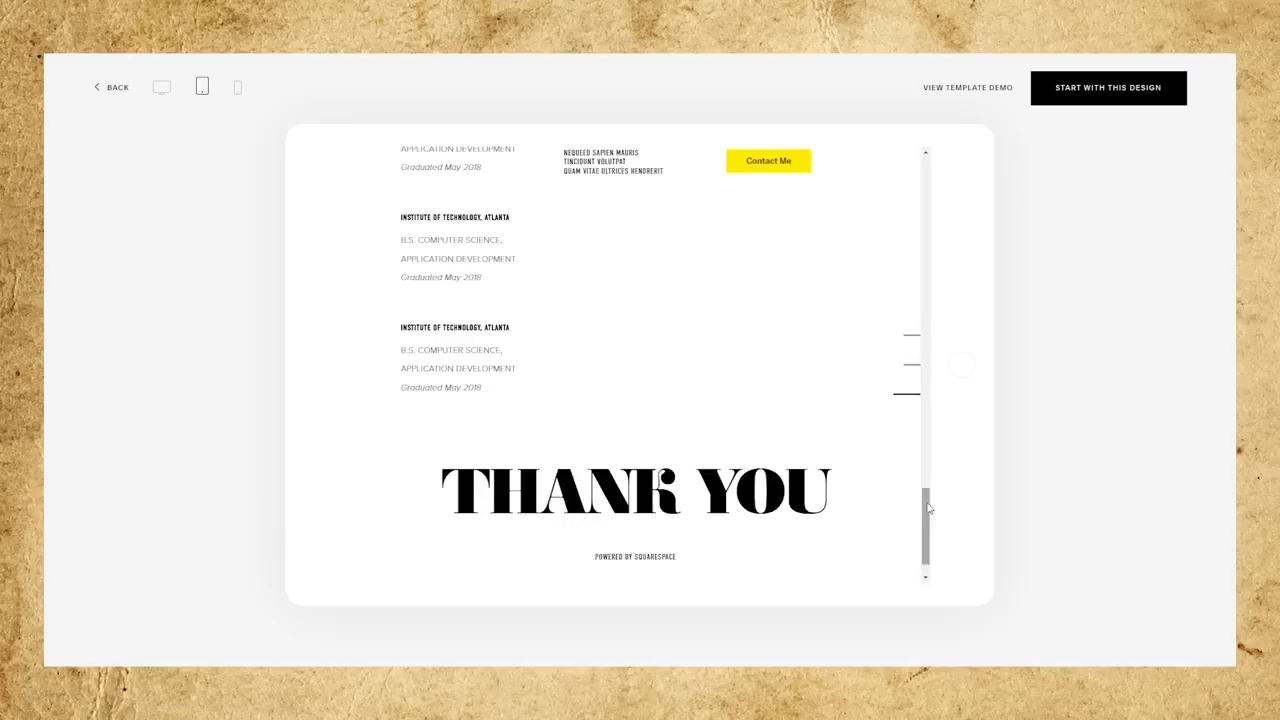 BACK
VIEW TEMPLATE DEMO
START WITH THIS DESIGN
APPLICATION DEVELOPMENT
Graduated May 2018
NEQUEED SAPIEN MAURIS
TINCIDUNT VOLUTPAT
QUAM VITAE ULTRICES HENDRERIT
Contact Me
INSTITUTE OF TECHNOLOGY, ATLANTA
B.S. COMPUTER SCIENCE,
APPLICATION DEVELOPMENT
Graduated May 2018
INSTITUTE OF TECHNOLOGY, ATLANTA
B.S. COMPUTER SCIENCE,
APPLICATION DEVELOPMENT
Graduated May 2018
THANK YOU
POWERED BY SQUARESPACE